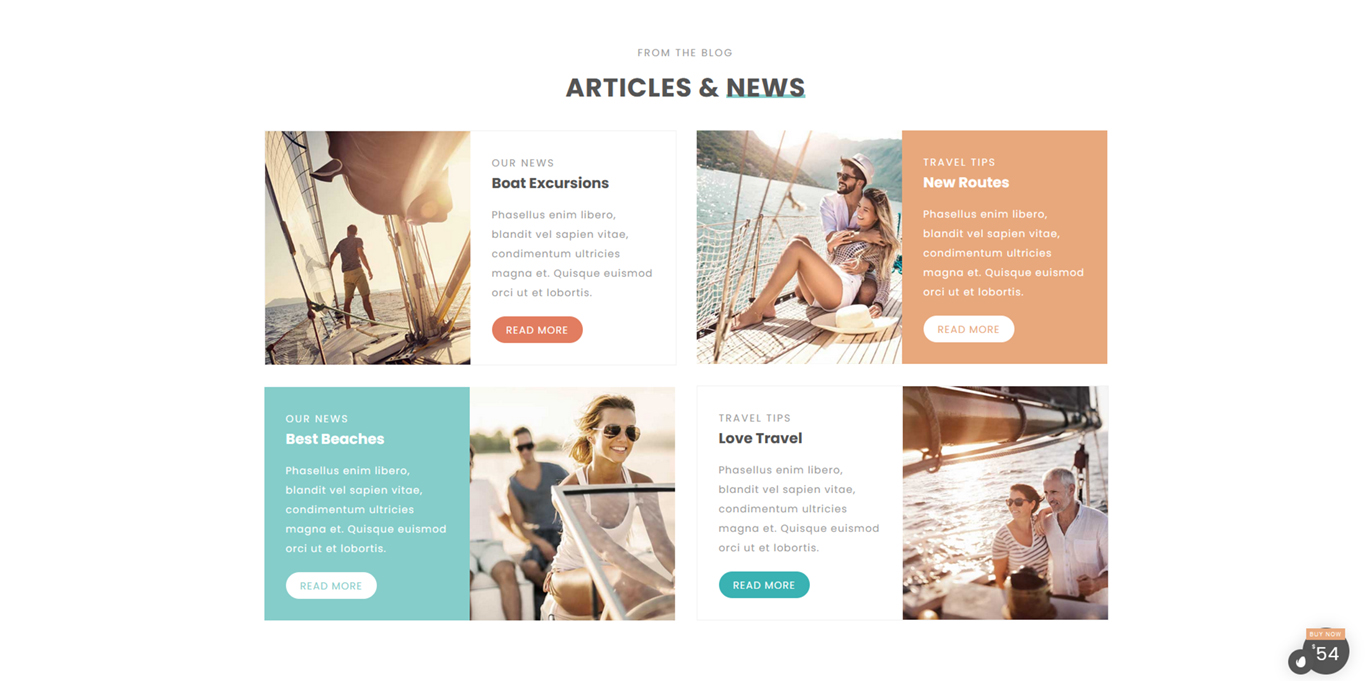 FROM THE BLOG
ARTICLES & NEWS
OUR NEWS
Boat Excursions
Phasellus enim libero,
blandit vel sapien vitae,
condimentum ultricies
magna et. Quisque euismod
orci ut et lobortis.
READ MORE
TRAVEL TIPS
New Routes
Phasellus enim libero,
blandit vel sapien vitae,
condimentum ultricies
magna et. Quisque euismod
orci ut et lobortis.
READ MORE
OUR NEWS
Best Beaches
Phasellus enim libero,
blandit vel sapien vitae,
condimentum ultricies
magna et. Quisque euismod
orci ut et lobortis.
READ MORE
TRAVEL TIPS
Love Travel
Phasellus enim libero,
blandit vel sapien vitae,
condimentum ultricies
magna et. Quisque euismod
orci ut et lobortis.
READ MORE
BUY NOW
$54